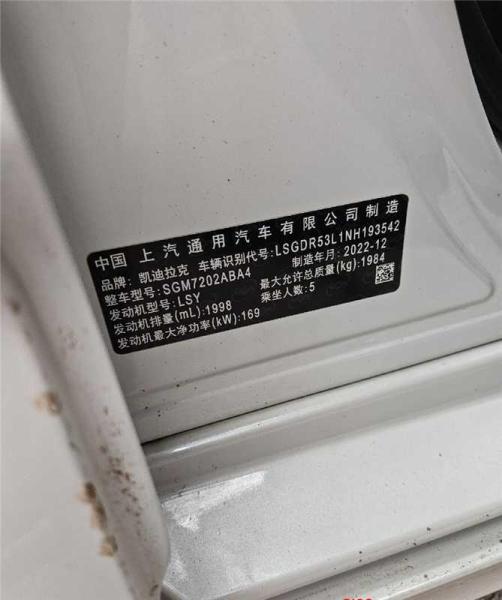 中国 上汽通用汽车有限公司制造
品牌: 凯迪拉克 车辆识别代号: LSGDR53L1NH193542
整车型号: SGM7202ABA4 制造年月: 2022-12
发动机型号: LSY 最大允许总质量(kg): 1984
发动机排量(mL): 1998 乘坐人数: 5
发动机最大净功率(kW): 169